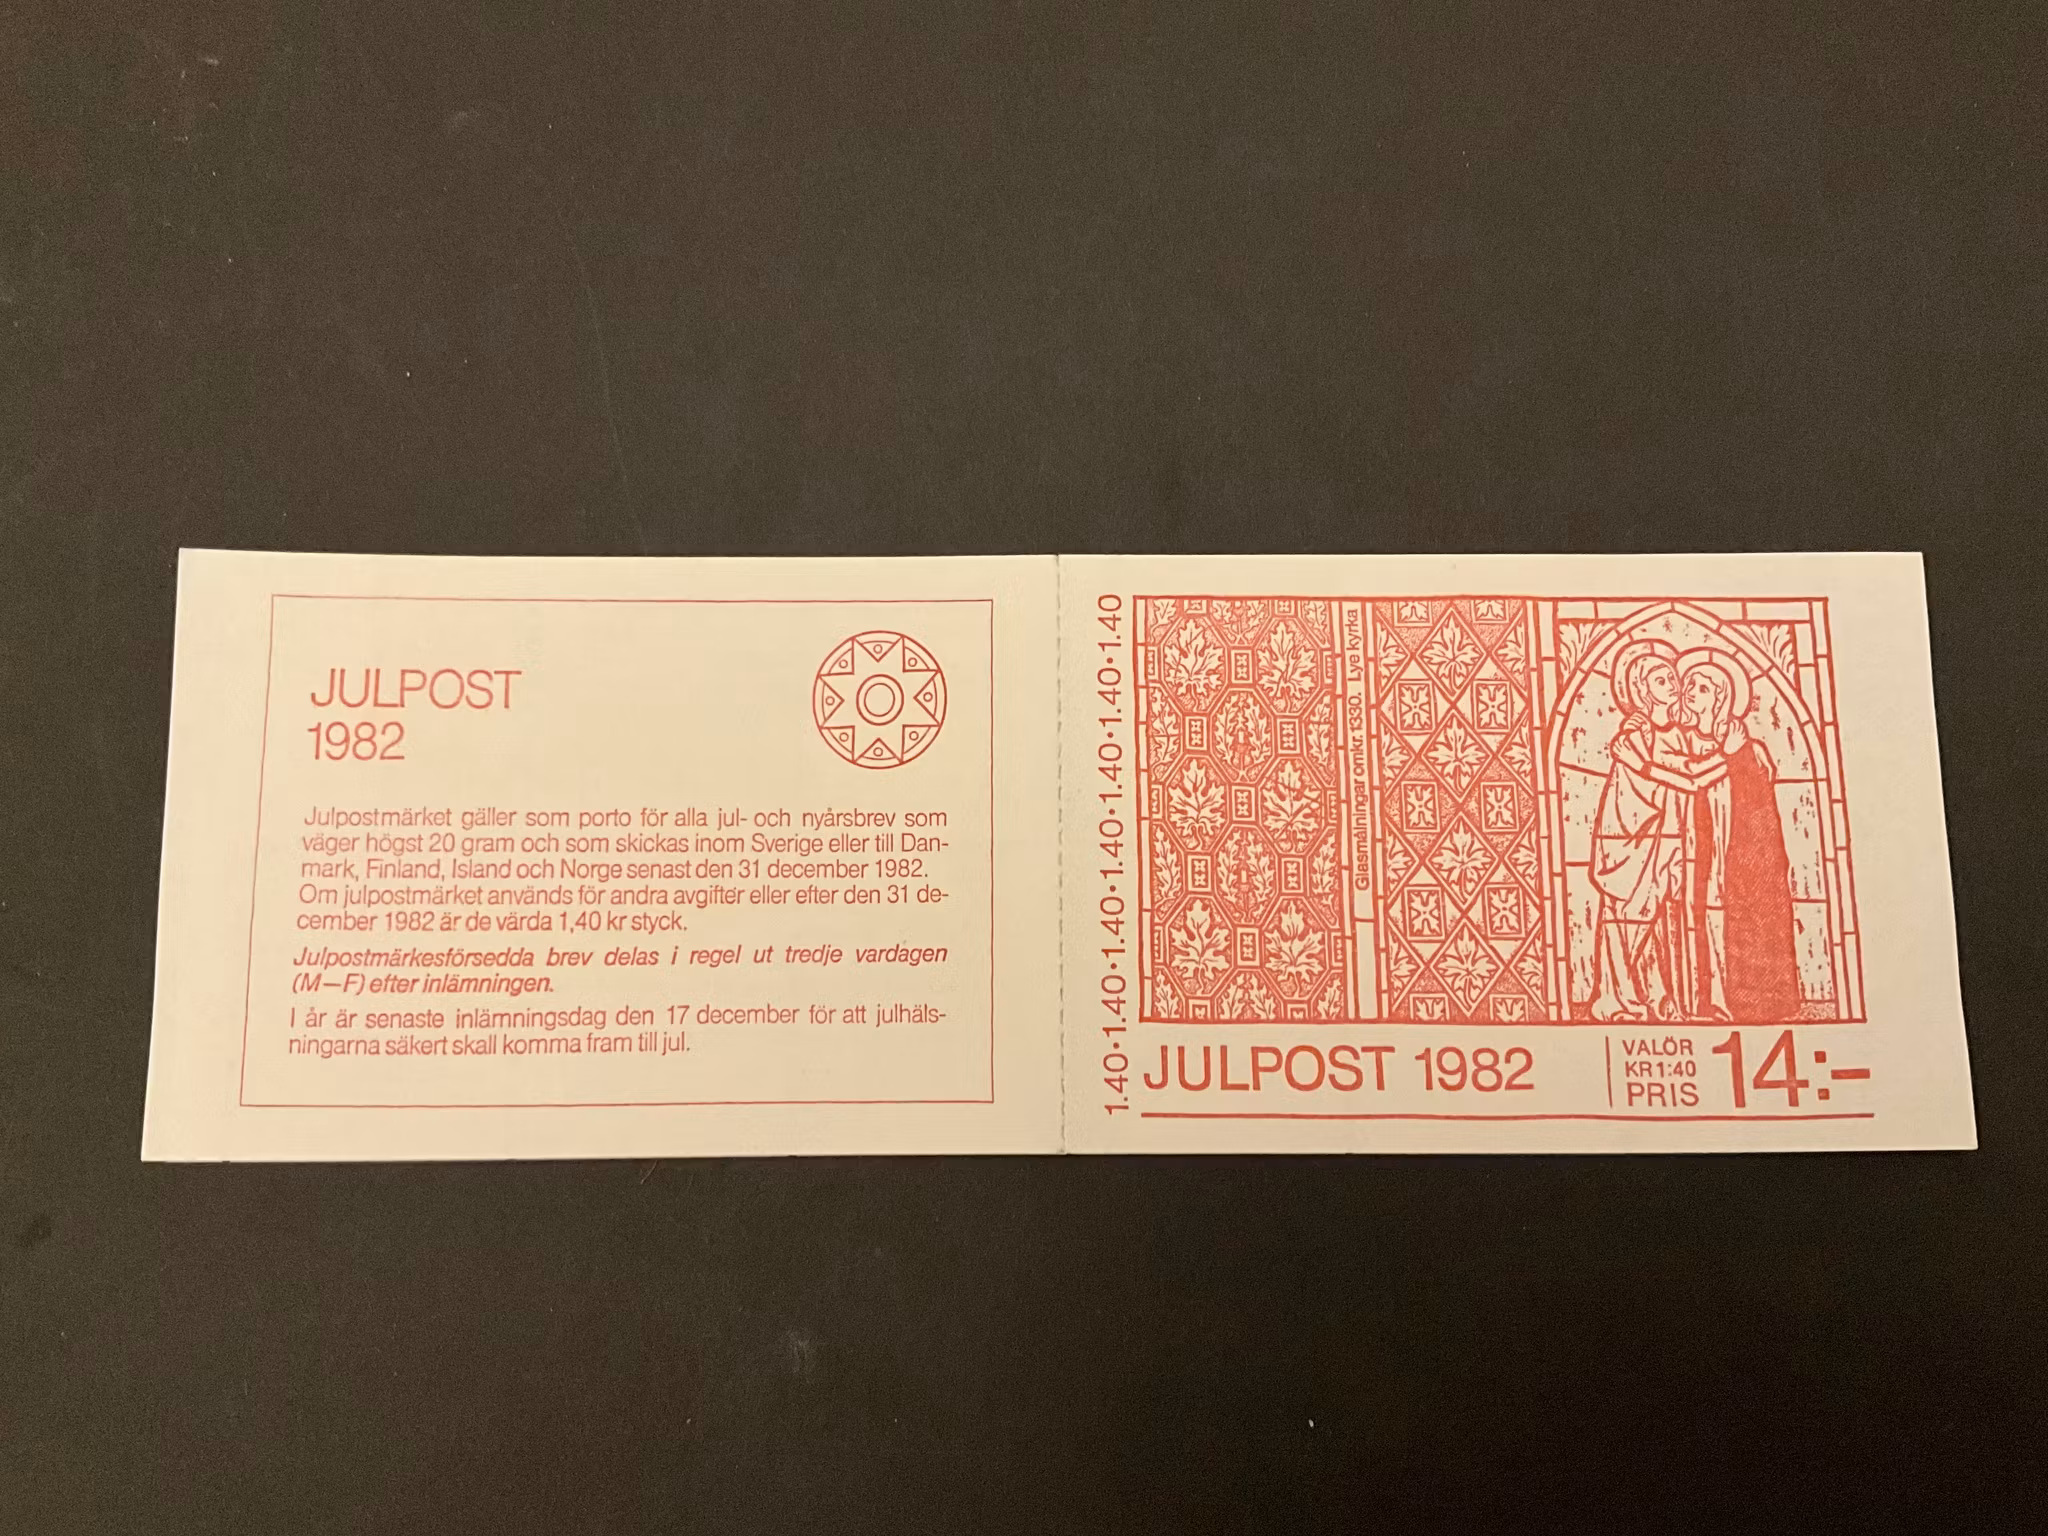 JULPOST
1982
Julpostmärket gäller som porto för alla jul- och nyårsbrev som
väger högst 20 gram och som skickas inom Sverige eller till Dan-
mark, Finland, Island och Norge senast den 31 december 1982.
Om julpostmärket används för andra avgifter eller efter den 31 de-
cember 1982 är de värda 1,40 kr styck.
Julpostmärkesförsedda brev delas i regel ut tredje vardagen
(M—F) efter inlämningen.
I år är senaste inlämningsdag den 17 december för att julhäls-
ningarna säkert skall komma fram till jul.
1.40•1.40•1.40•1.40•1.40•1.40•1.40
Glasmålningar omkr. 1330. Lye kyrka
JULPOST 1982
VALÖR
KR 1:40
PRIS
14:-